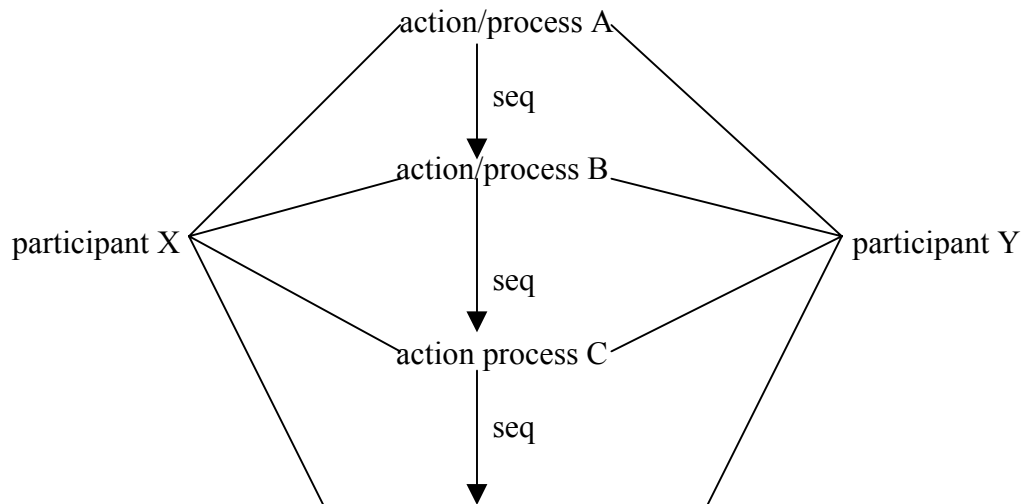 action/process A
seq
action/process B
participant X
participant Y
seq
action process C
seq